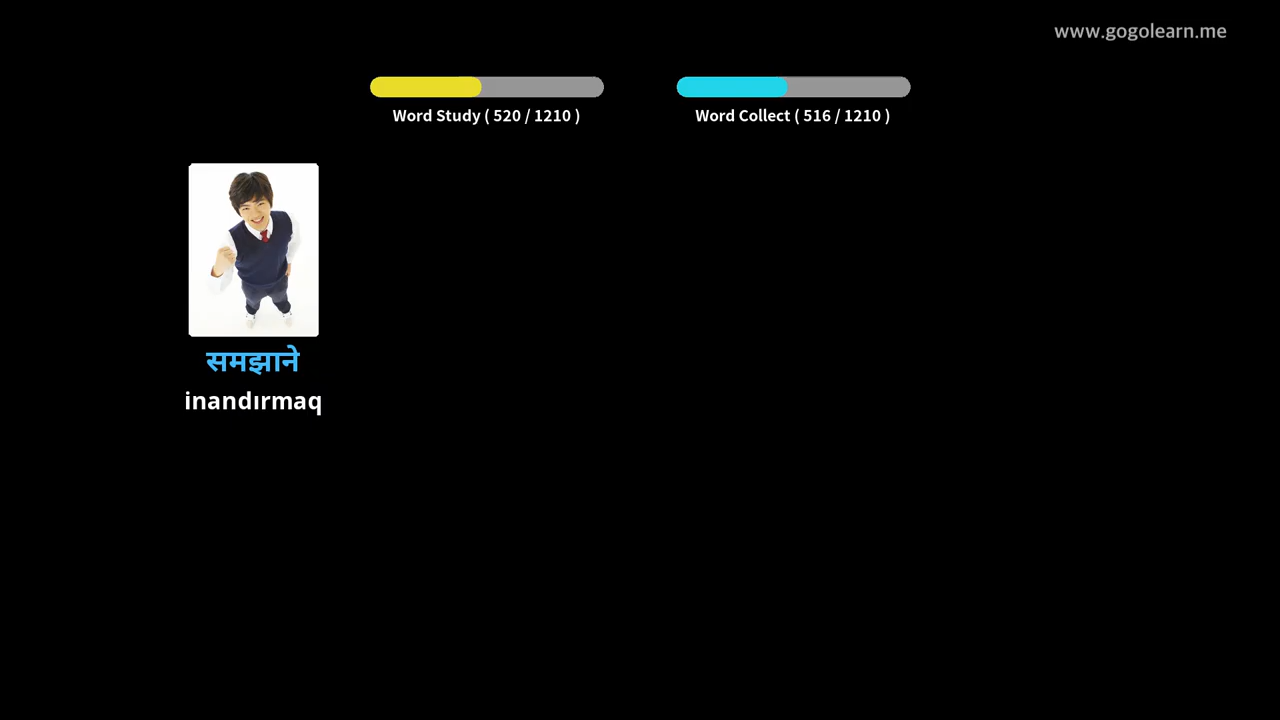 www.gogolearn.me
Word Study ( 520 / 1210 )
Word Collect ( 516 / 1210 )
समझाने
inandırmaq